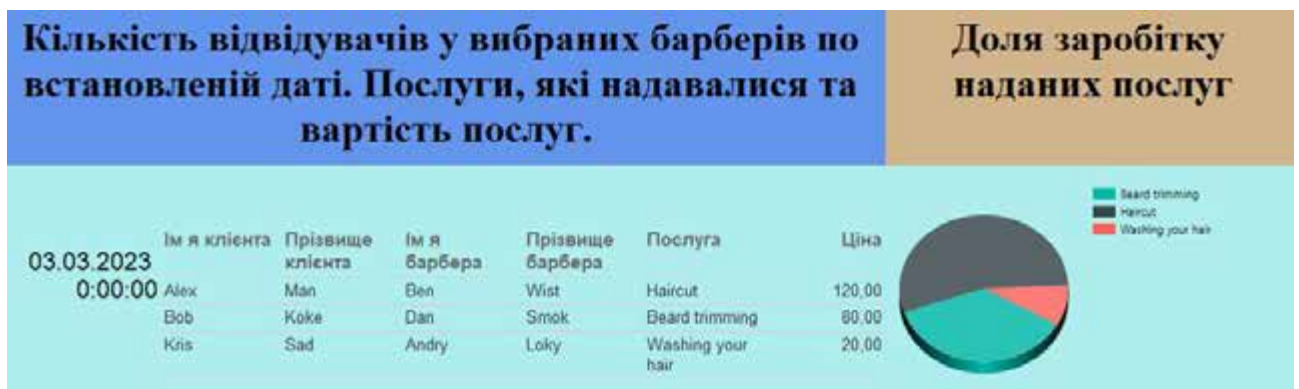 Кількість відвідувачів у вибраних барберів по
встановленій даті. Послуги, які надавалися та
вартість послуг.
Доля заробітку
наданих послуг
03.03.2023
0:00:00
Ім я клієнта Прізвище клієнта Ім я барбера Прізвище барбера Послуга Ціна
Alex Man Ben Wist Haircut 120,00
Bob Koke Dan Smok Beard trimming 80,00
Kris Sad Andry Loky Washing your hair 20,00
Beard trimming
Haircut
Washing your hair